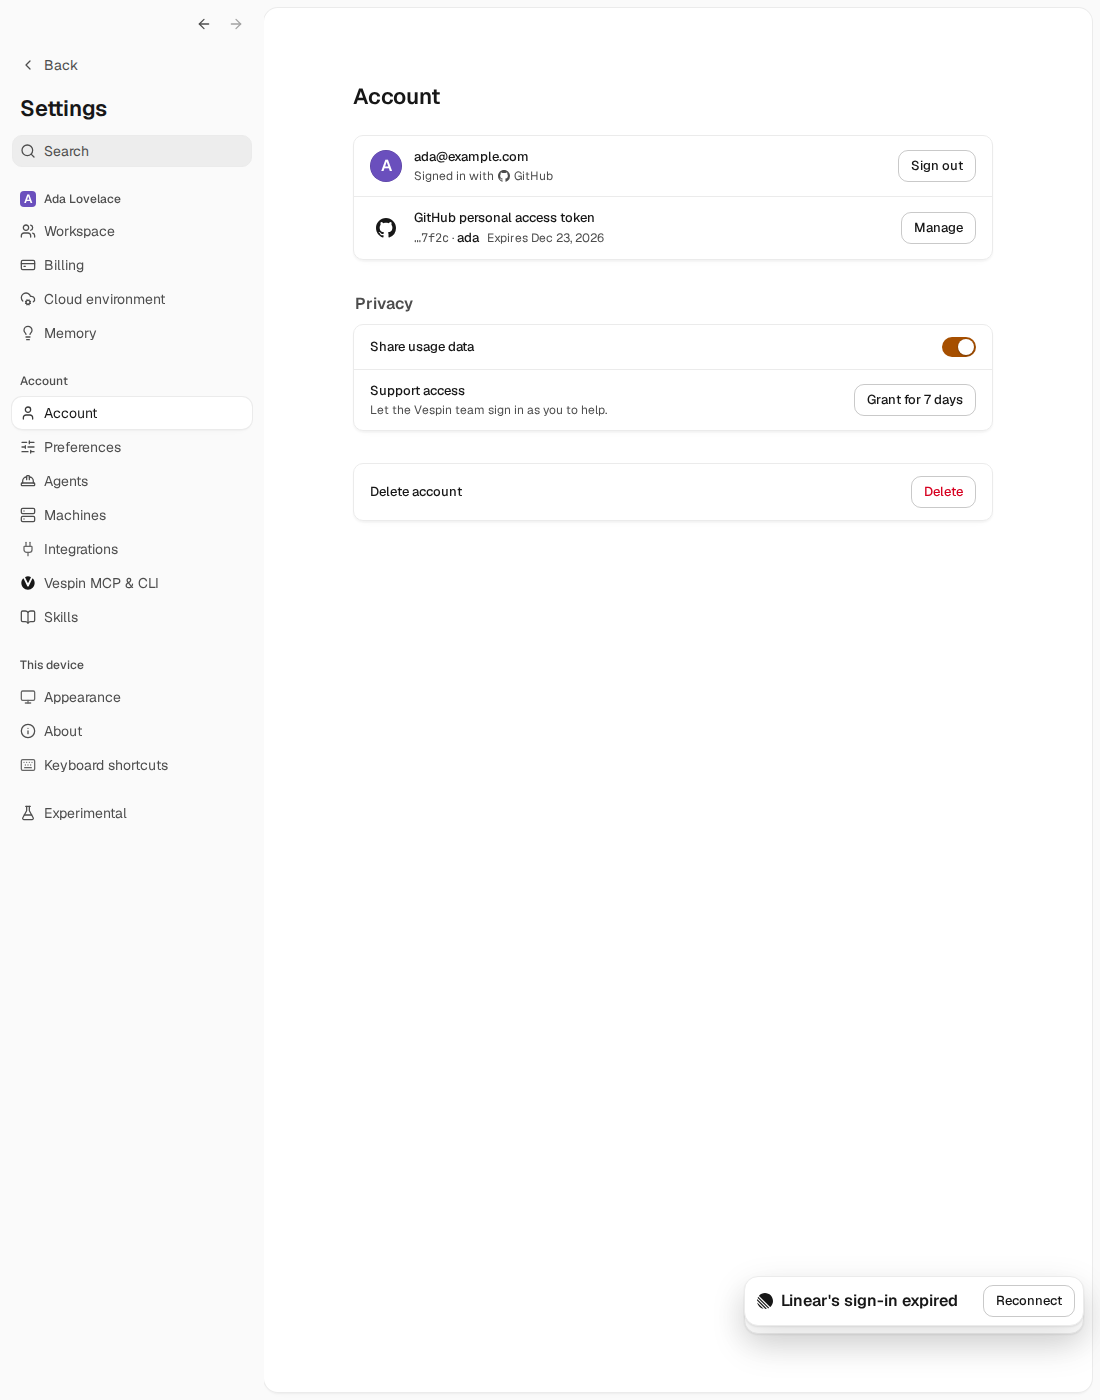 Back
Settings
Search
A Ada Lovelace
Workspace
Billing
Cloud environment
Memory
Account
Account
Preferences
Agents
Machines
Integrations
Vespin MCP & CLI
Skills
This device
Appearance
About
Keyboard shortcuts
Experimental
Account
A
ada@example.com
Signed in with GitHub
Sign out
GitHub personal access token
…7f2c · ada Expires Dec 23, 2026
Manage
Privacy
Share usage data
Support access
Let the Vespin team sign in as you to help.
Grant for 7 days
Delete account
Delete
Linear's sign-in expired
Reconnect